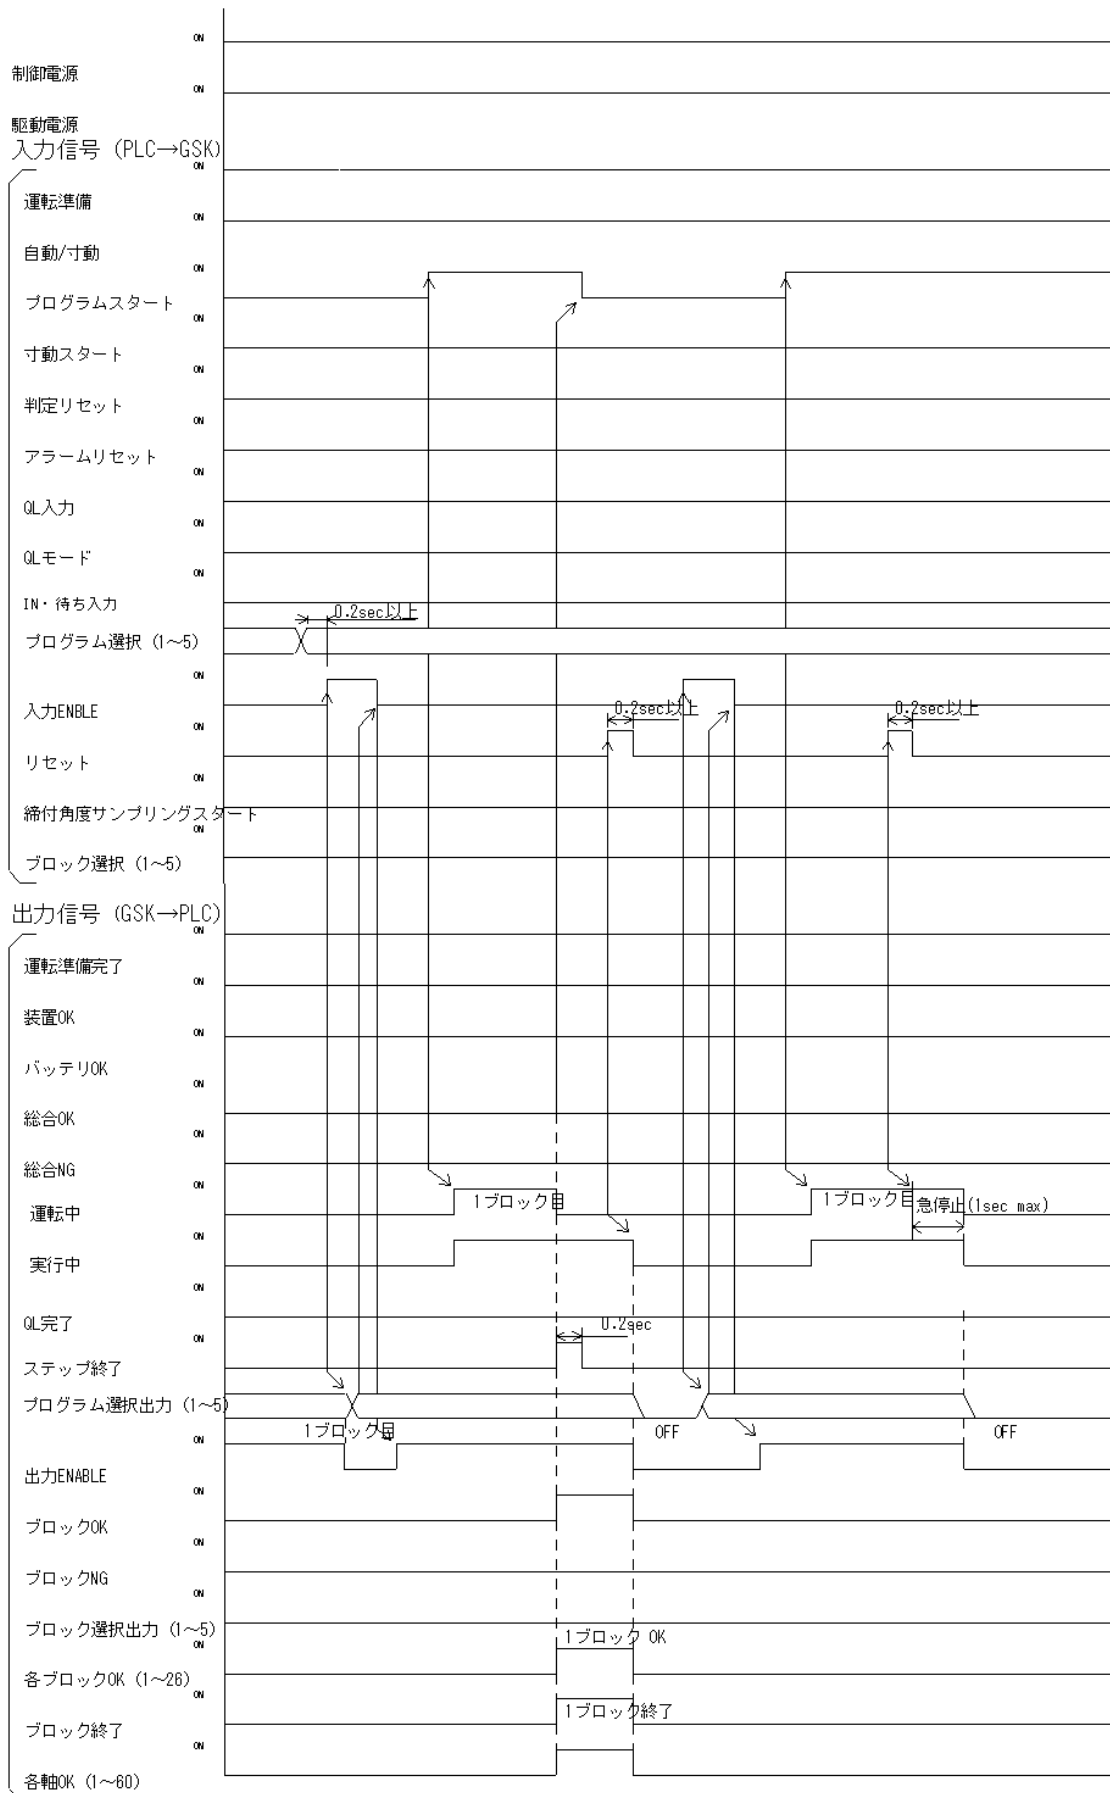 ON
制御電源
ON
駆動電源
入力信号 (PLC→GSK)
ON
運転準備
ON
自動/寸動
ON
プログラムスタート
ON
寸動スタート
ON
判定リセット
ON
アラームリセット
ON
QL入力
ON
QLモード
ON
IN・待ち入力
0.2sec以上
プログラム選択 (1～5)
ON
入力ENBLE
0.2sec以上
0.2sec以上
ON
リセット
ON
締付角度サンプリングスタート
ON
ブロック選択 (1～5)
出力信号 (GSK→PLC)
ON
運転準備完了
ON
装置OK
ON
バッテリOK
ON
総合OK
ON
総合NG
ON
1ブロック目
1ブロック目
急停止(1sec max)
運転中
ON
実行中
ON
QL完了
0.2sec
ON
ステップ終了
プログラム選択出力 (1～5)
1ブロック目
OFF
OFF
ON
出力ENABLE
ON
ブロックOK
ON
ブロックNG
ON
ブロック選択出力 (1～5)
1ブロック OK
ON
各ブロックOK (1～26)
ON
1ブロック終了
ブロック終了
ON
各軸OK (1～60)